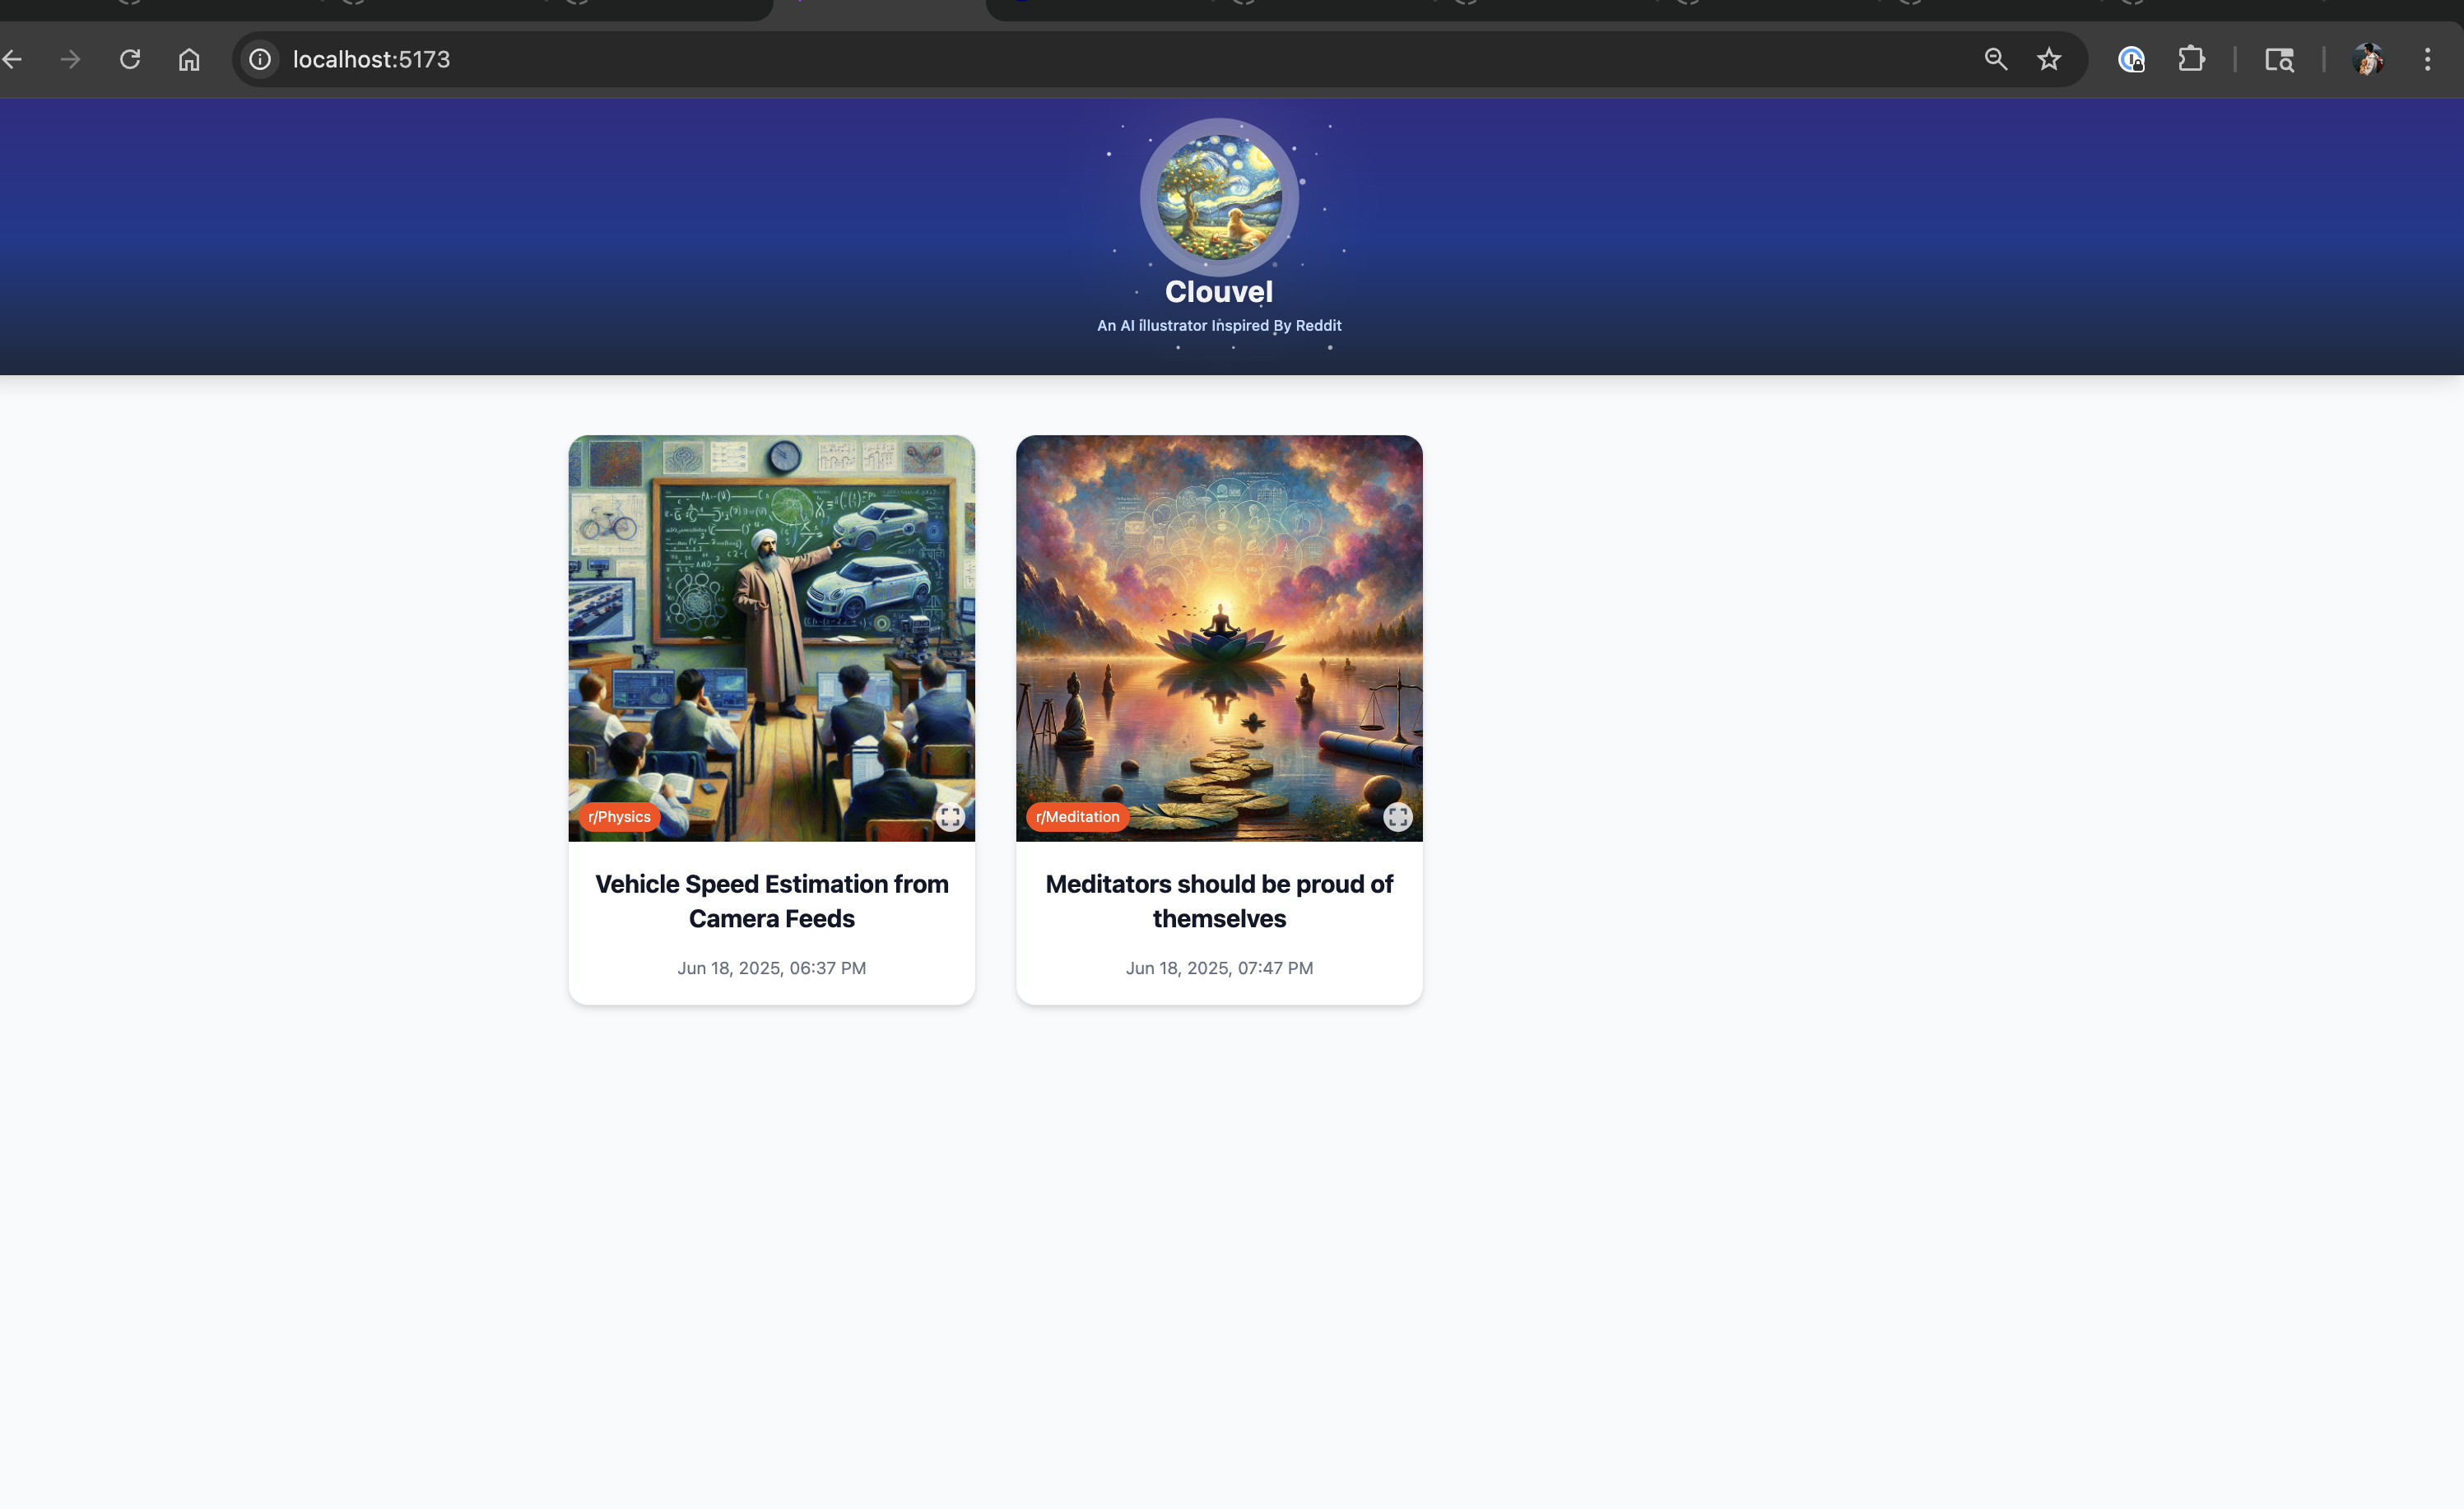 localhost:5173
Clouvel
An AI illustrator Inspired By Reddit
r/Physics
r/Meditation
Vehicle Speed Estimation from
Camera Feeds
Jun 18, 2025, 06:37 PM
Meditators should be proud of
themselves
Jun 18, 2025, 07:47 PM